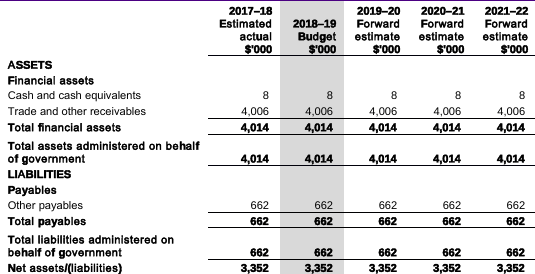 2017–18 2019–20 2020–21 2021–22
Estimated 2018–19 Forward Forward Forward
actual Budget estimate estimate estimate
$'000 $'000 $'000 $'000 $'000
ASSETS
Financial assets
Cash and cash equivalents 8 8 8 8 8
Trade and other receivables 4,006 4,006 4,006 4,006 4,006
Total financial assets 4,014 4,014 4,014 4,014 4,014
Total assets administered on behalf
of government 4,014 4,014 4,014 4,014 4,014
LIABILITIES
Payables
Other payables 662 662 662 662 662
Total payables 662 662 662 662 662
Total liabilities administered on
behalf of government 662 662 662 662 662
Net assets/(liabilities) 3,352 3,352 3,352 3,352 3,352